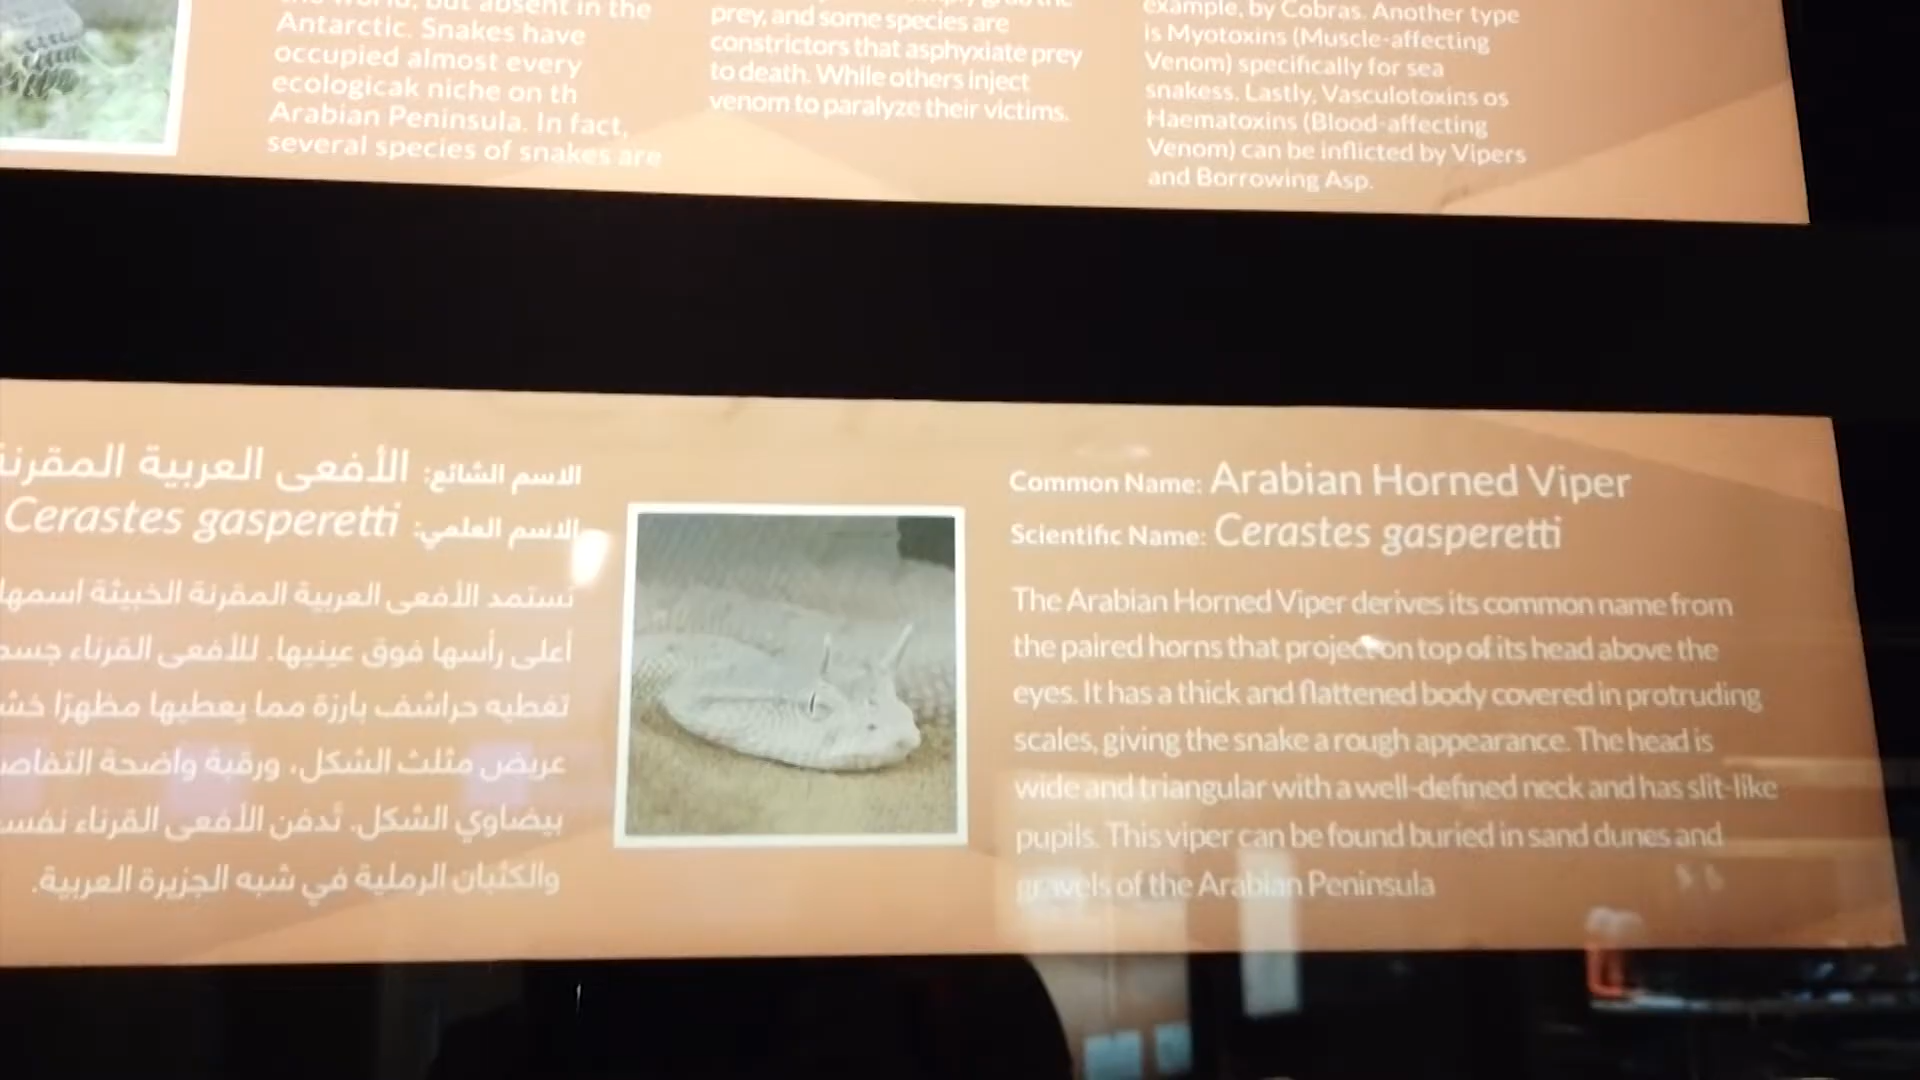 Antarctic. Snakes have
occupied almost every
ecologicak niche on th
Arabian Peninsula. In fact,
several species of snakes are
prey, and some species are
constrictors that asphyxiate prey
to death. While others inject
venom to paralyze their victims.
example, by Cobras. Another type
is Myotoxins (Muscle-affecting
Venom) specifically for sea
snakess. Lastly, Vasculotoxins os
Haematoxins (Blood-affecting
Venom) can be inflicted by Vipers
and Borrowing Asp.
الاسم الشائع: الأفعى العربية المقرنة
الاسم العلمي: Cerastes gasperetti
تستمد الأفعى العربية المقرنة الخبيثة اسمها
أعلى رأسها فوق عينيها. للأفعى القرناء جسم
تغطيه حراشف بارزة مما يعطيها مظهرًا
عريض مثلث الشكل، ورقبة واضحة
بيضاوي الشكل. تُدفن الأفعى القرناء
والكثبان الرملية في شبه الجزيرة العربية.
Common Name: Arabian Horned Viper
Scientific Name: Cerastes gasperetti
The Arabian Horned Viper derives its common name from
the paired horns that project on top of its head above the
eyes. It has a thick and flattened body covered in protruding
scales, giving the snake a rough appearance. The head is
wide and triangular with a well-defined neck and has slit-like
pupils. This viper can be found buried in sand dunes and
gravels of the Arabian Peninsula